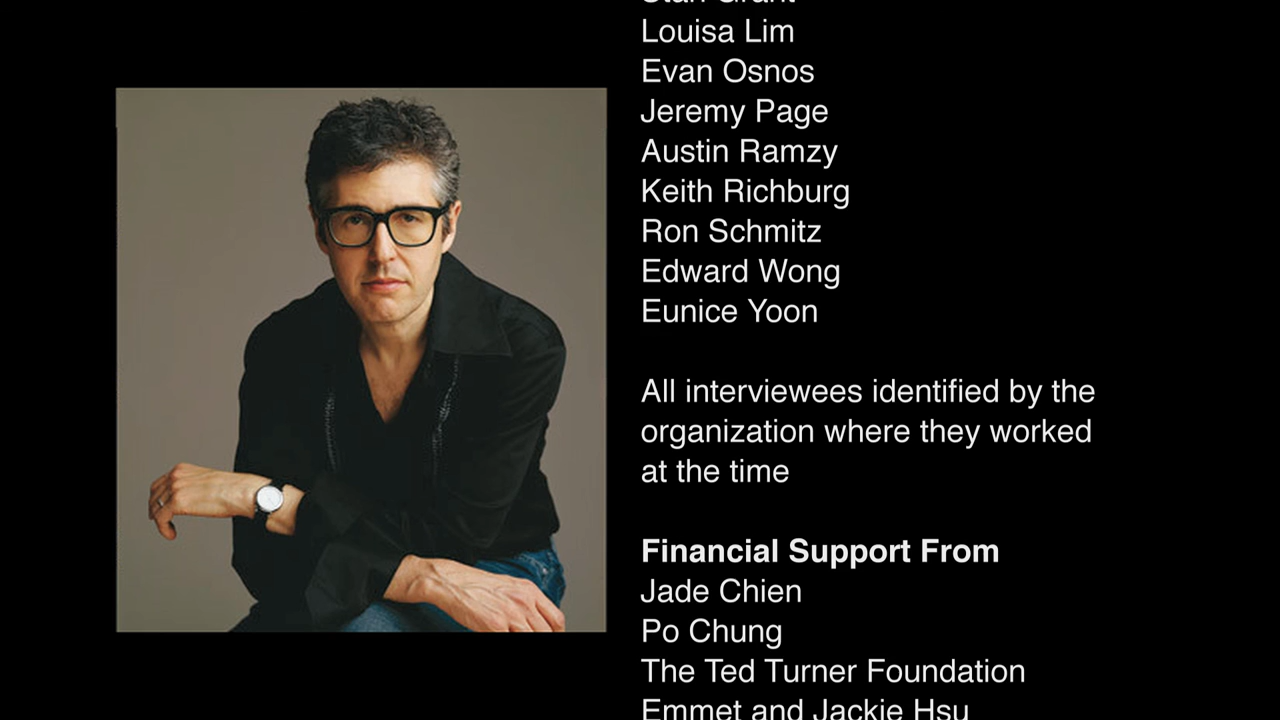 Louisa Lim
Evan Osnos
Jeremy Page
Austin Ramzy
Keith Richburg
Ron Schmitz
Edward Wong
Eunice Yoon
All interviewees identified by the
organization where they worked
at the time
Financial Support From
Jade Chien
Po Chung
The Ted Turner Foundation
Emmet and Jackie Hsu